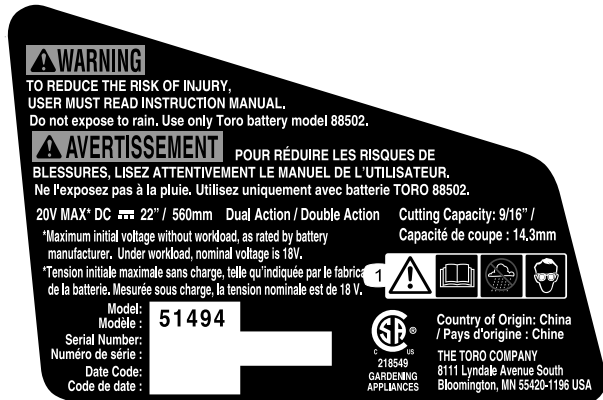 WARNING
TO REDUCE THE RISK OF INJURY,
USER MUST READ INSTRUCTION MANUAL.
Do not expose to rain. Use only Toro battery model 88502.
AVERTISSEMENT POUR RÉDUIRE LES RISQUES DE
BLESSURES, LISEZ ATTENTIVEMENT LE MANUEL DE L'UTILISATEUR.
Ne l'exposez pas à la pluie. Utilisez uniquement avec batterie TORO 88502.
20V MAX* DC 22" / 560mm Dual Action / Double Action
*Maximum initial voltage without workload, as rated by battery
manufacturer. Under workload, nominal voltage is 18V.
*Tension initiale maximale sans charge, telle qu'indiquée par le
de la batterie. Mesurée sous charge, la tension nominale est de 18 V.
Cutting Capacity: 9/16" /
Capacité de coupe : 14.3mm
1
Model:
Modèle : 51494
Serial Number:
Numéro de série :
Date Code:
Code de date :
SA ®
C US
218549
GARDENING
APPLIANCES
Country of Origin: China
/ Pays d'origine : Chine
THE TORO COMPANY
8111 Lyndale Avenue South
Bloomington, MN 55420-1196 USA